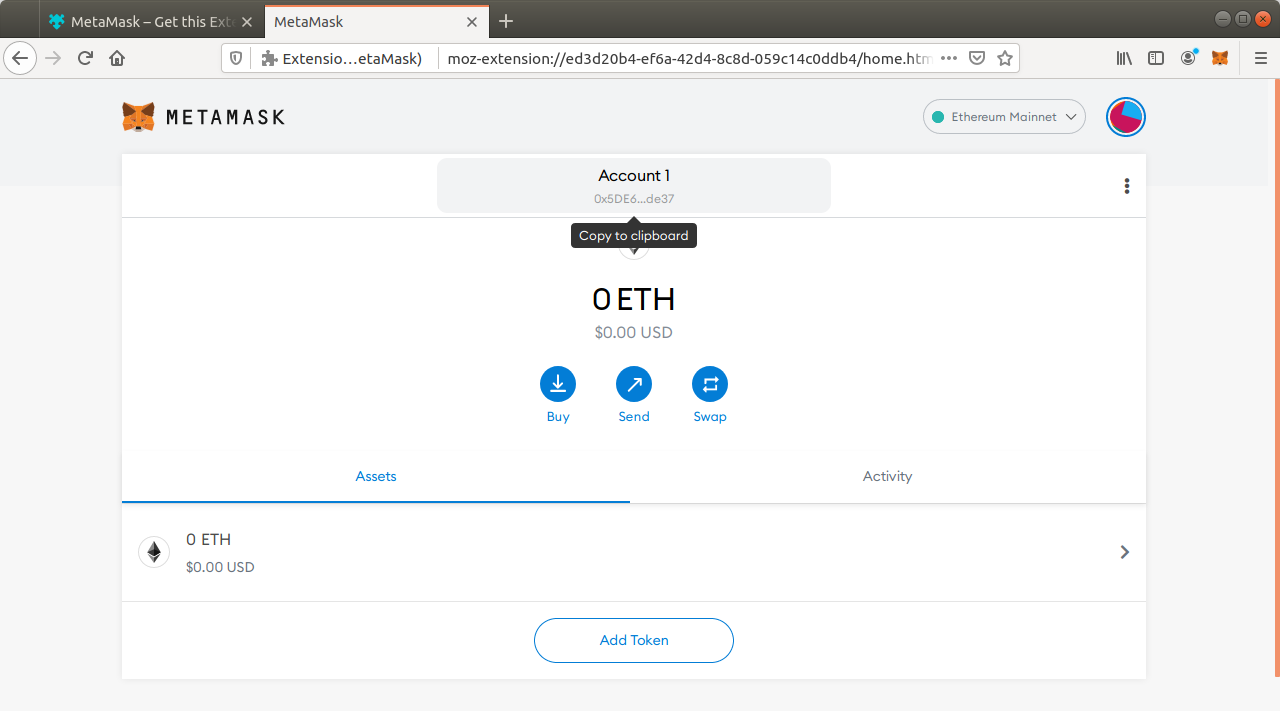 MetaMask – Get this Exte
MetaMask
Extensio…etaMask)
moz-extension://ed3d20b4-ef6a-42d4-8c8d-059c14c0ddb4/home.htm
METAMASK
Ethereum Mainnet
Account 1
0x5DE6...de37
Copy to clipboard
0 ETH
$0.00 USD
Buy
Send
Swap
Assets
Activity
0 ETH
$0.00 USD
Add Token